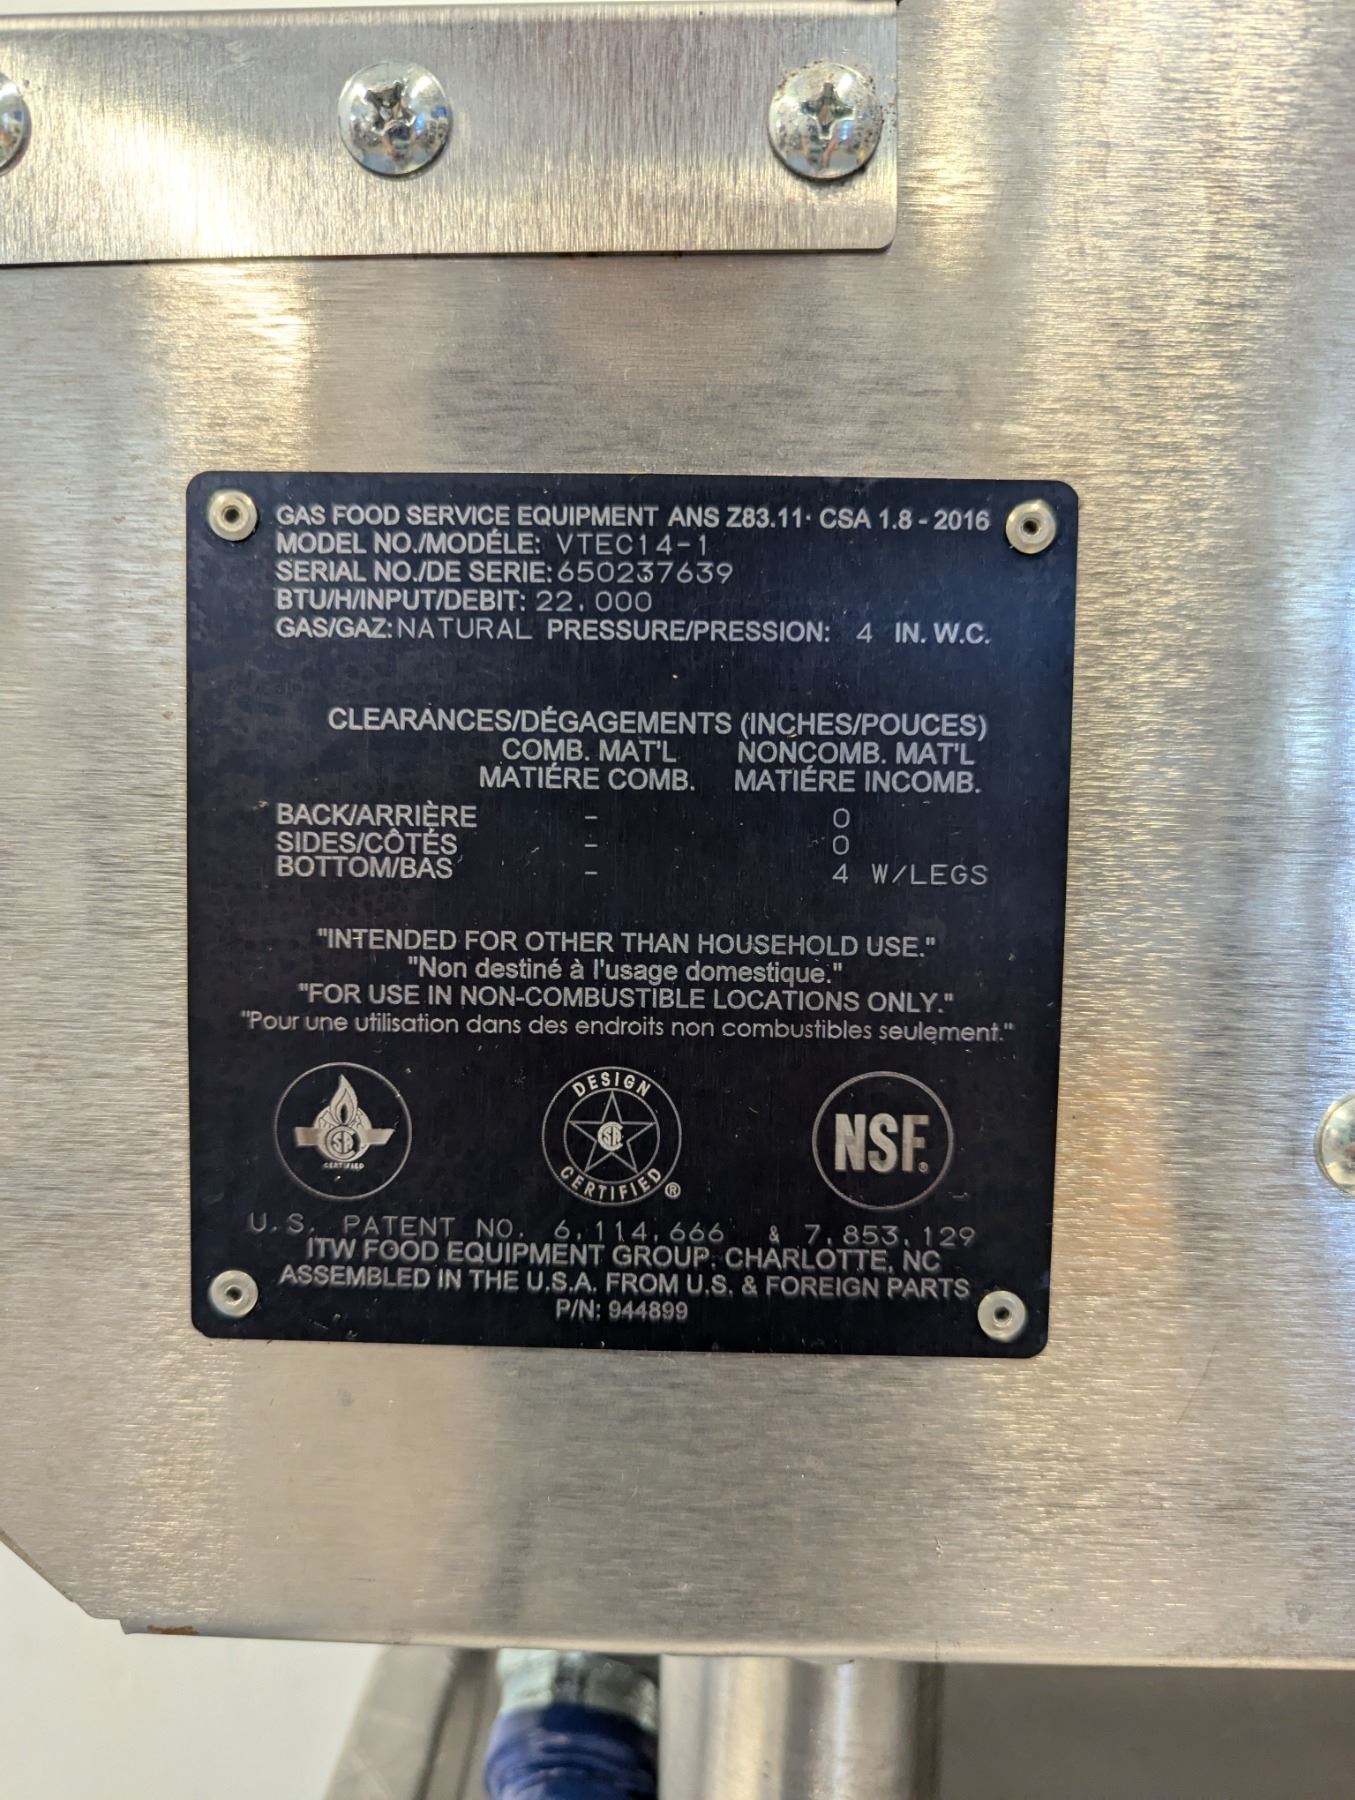 GAS FOOD SERVICE EQUIPMENT ANS Z83.11· CSA 1.8 - 2016
MODEL NO./MODÉLE: VTEC14-1
SERIAL NO./DE SERIE: 650237639
BTU/H/INPUT/DEBIT: 22,000
GAS/GAZ: NATURAL PRESSURE/PRESSION: 4 IN. W.C.
CLEARANCES/DÉGAGEMENTS (INCHES/POUCES)
COMB. MAT'L NONCOMB. MAT'L
MATIÉRE COMB. MATIÉRE INCOMB.
BACK/ARRIÈRE - 0
SIDES/CÔTÉS - 0
BOTTOM/BAS - 4 W/LEGS
"INTENDED FOR OTHER THAN HOUSEHOLD USE."
"Non destiné à l'usage domestique."
"FOR USE IN NON-COMBUSTIBLE LOCATIONS ONLY."
"Pour une utilisation dans des endroits non combustibles seulement."
CERTIFIED
DESIGN
CERTIFIED ®
NSF®
U.S. PATENT NO. 6,114,666 & 7,853,129
ITW FOOD EQUIPMENT GROUP, CHARLOTTE, NC
ASSEMBLED IN THE U.S.A. FROM U.S. & FOREIGN PARTS
P/N: 944899